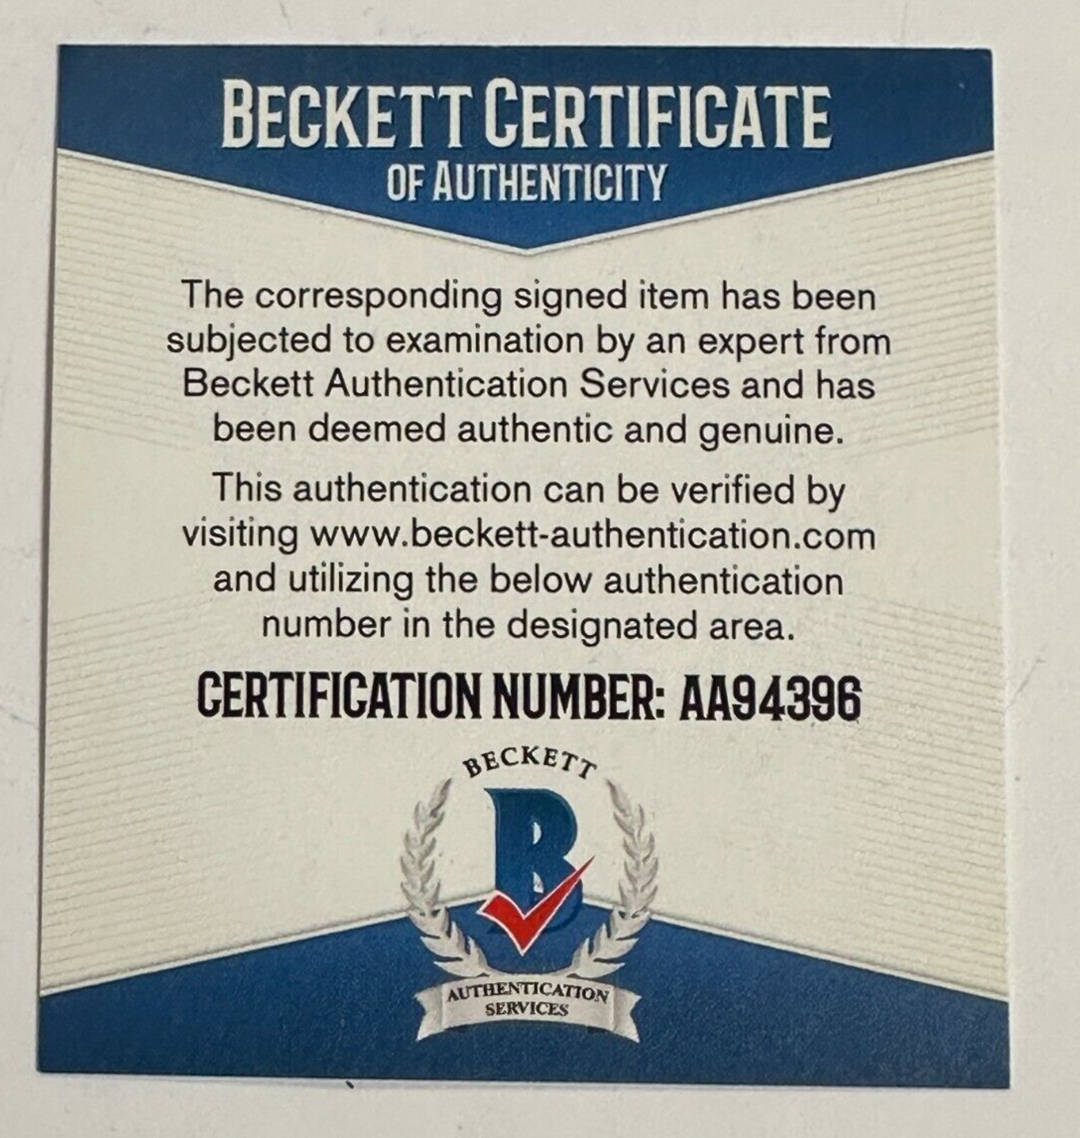 BECKETT CERTIFICATE
OF AUTHENTICITY
The corresponding signed item has been
subjected to examination by an expert from
Beckett Authentication Services and has
been deemed authentic and genuine.
This authentication can be verified by
visiting www.beckett-authentication.com
and utilizing the below authentication
number in the designated area.
CERTIFICATION NUMBER: AA94396
BECKETT
B
AUTHENTICATION
SERVICES